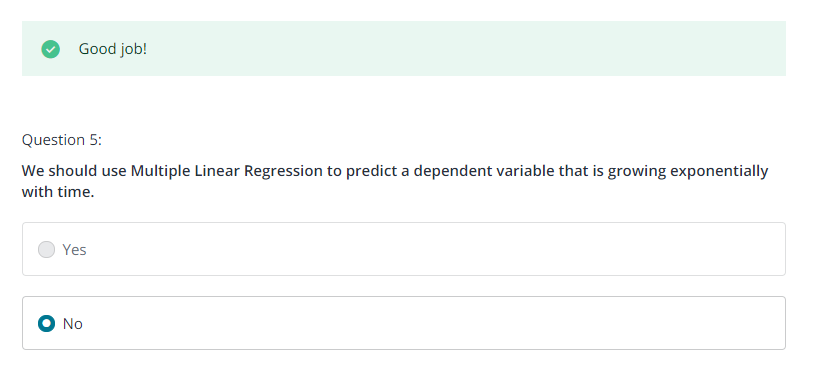 Good job!
Question 5:
We should use Multiple Linear Regression to predict a dependent variable that is growing exponentially
with time.
Yes
No